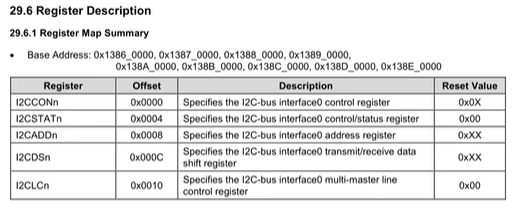 29.6 Register Description
29.6.1 Register Map Summary
• Base Address: 0x1386_0000, 0x1387_0000, 0x1388_0000, 0x1389_0000,
0x138A_0000, 0x138B_0000, 0x138C_0000, 0x138D_0000, 0x138E_0000
Register Offset Description Reset Value
I2CCONn 0x0000 Specifies the I2C-bus interface0 control register 0x0X
I2CSTATn 0x0004 Specifies the I2C-bus interface0 control/status register 0x00
I2CADDn 0x0008 Specifies the I2C-bus interface0 address register 0xXX
I2CDSn 0x000C Specifies the I2C-bus interface0 transmit/receive data
shift register 0xXX
I2CLCn 0x0010 Specifies the I2C-bus interface0 multi-master line
control register 0x00